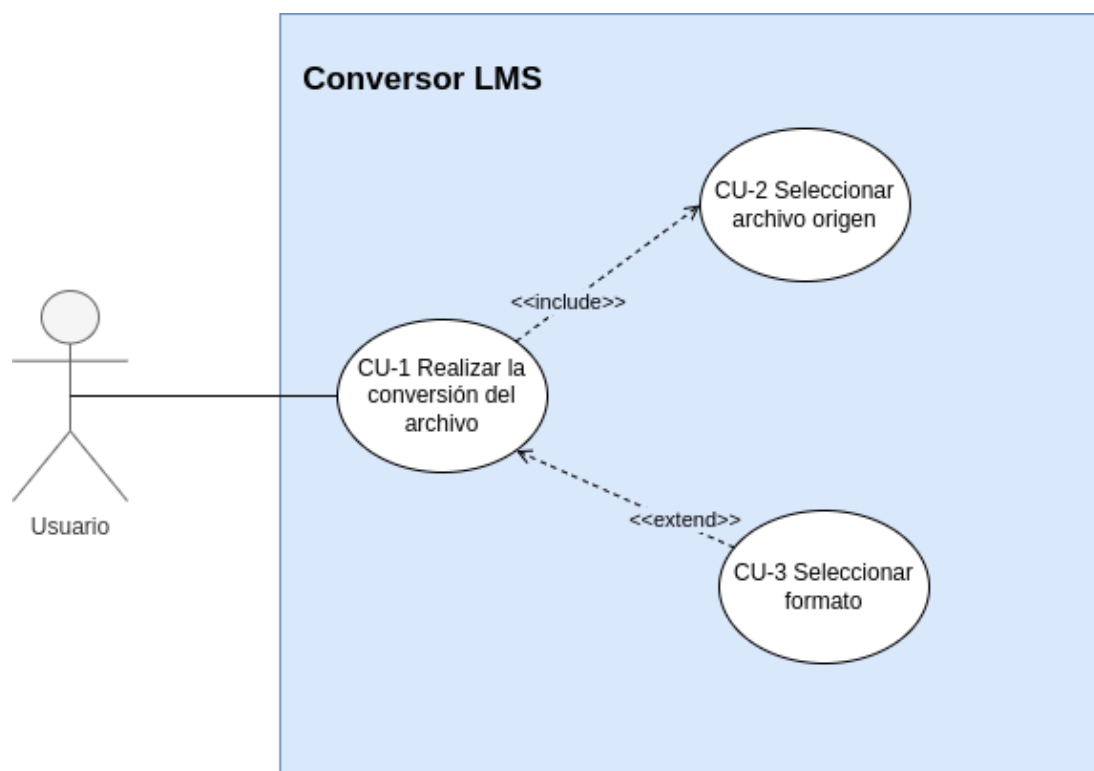 Conversor LMS
CU-2 Seleccionar
archivo origen
<<include>>
CU-1 Realizar la
conversión del
archivo
<<extend>>
Usuario
CU-3 Seleccionar
formato